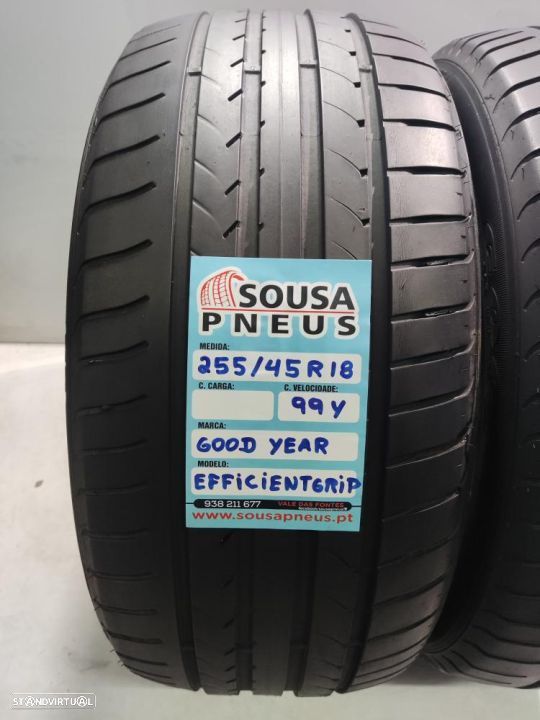 SOUSA
PNEUS
MEDIDA:
255/45R18
C. CARGA: C. VELOCIDADE:
99Y
MARCA:
GOOD YEAR
MODELO:
EFFiCiENTGRiP
938 211 677 VALE DAS FONTES
www.sousapneus.pt
STANDVIRTUAL